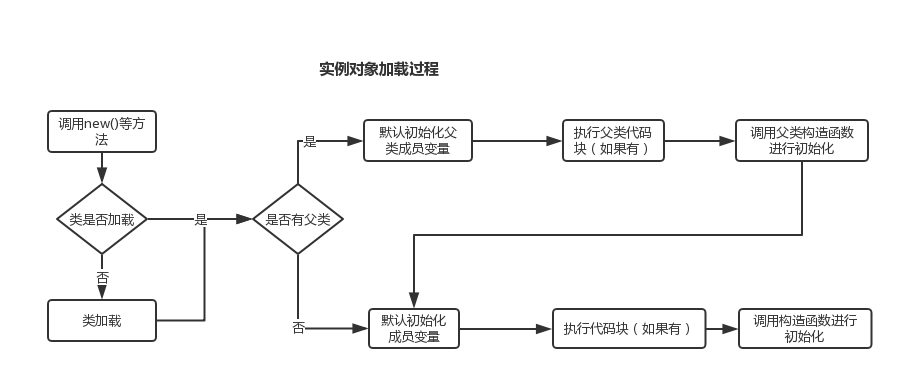 实例对象加载过程
调用new()等方
法
类是否加载
是
否
类加载
是否有父类
是
默认初始化父
类成员变量
执行父类代码
块（如果有）
调用父类构造函数
进行初始化
否
默认初始化
成员变量
执行代码块（如果有）
调用构造函数进行
初始化